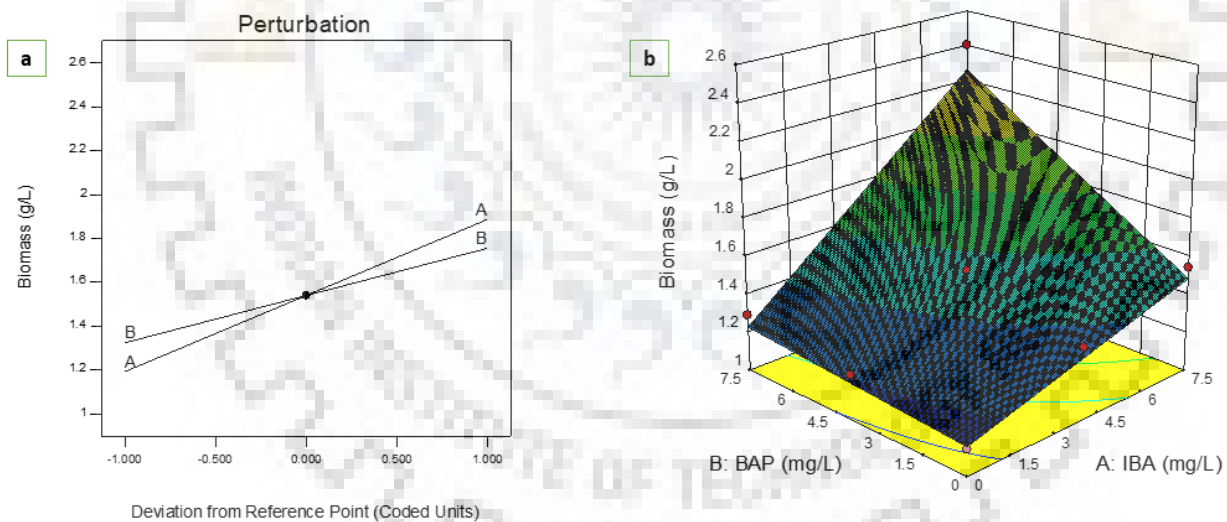 a
Perturbation
2.6
2.4
2.2
2
1.8
1.6
1.4
1.2
1
Biomass (g/L)
A
B
B
A
-1.000
-0.500
0.000
0.500
1.000
Deviation from Reference Point (Coded Units)
b
2.6
2.4
2.2
2
1.8
1.6
1.4
1.2
1
Biomass (g/L)
7.5
6
4.5
3
1.5
0
B: BAP (mg/L)
0
1.5
3
4.5
6
7.5
A: IBA (mg/L)